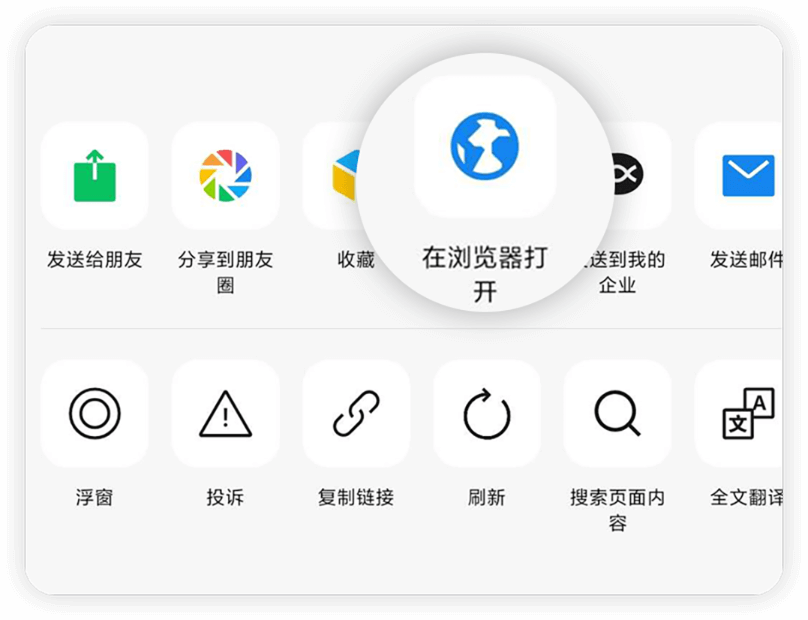 发送给朋友
分享到朋友
圈
收藏
在浏览器打
开
送到我的
企业
发送邮件
浮窗
投诉
复制链接
刷新
搜索页面内
容
全文翻译
A
文